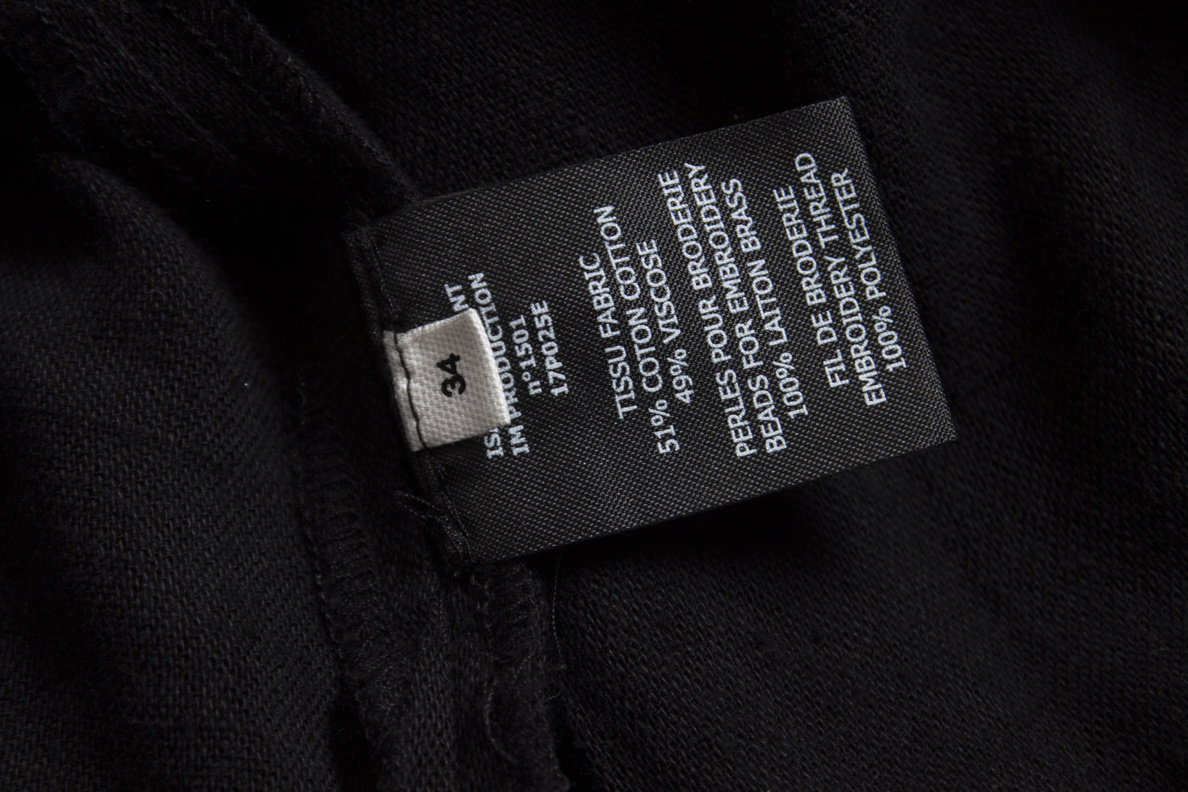 34
IM PRODUCTION
n°1501
17P025E
TISSU FABRIC
51% COTON COTTON
49% VISCOSE
PERLES POUR BRODERIE
BEADS FOR EMBROIDERY
100% LAITON BRASS
FIL DE BRODERIE
EMBROIDERY THREAD
100% POLYESTER